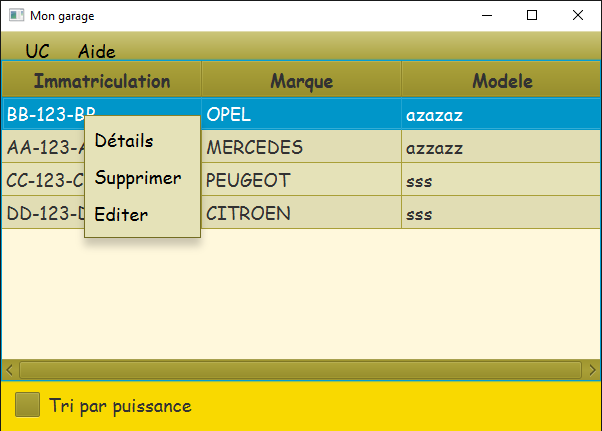 Mon garage
UC Aide
Immatriculation Marque Modele
BB-123-BB OPEL azazaz
AA-123-A MERCEDES azzazz
CC-123-C PEUGEOT sss
DD-123-D CITROEN sss
Détails
Supprimer
Editer
Tri par puissance